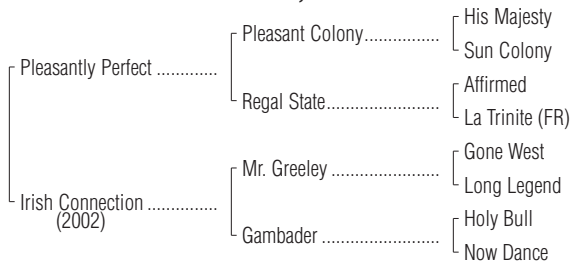 His Majesty
Pleasant Colony
Sun Colony
Pleasantly Perfect
Affirmed
Regal State
La Trinite (FR)
Gone West
Mr. Greeley
Long Legend
Irish Connection
(2002)
Holy Bull
Gambader
Now Dance